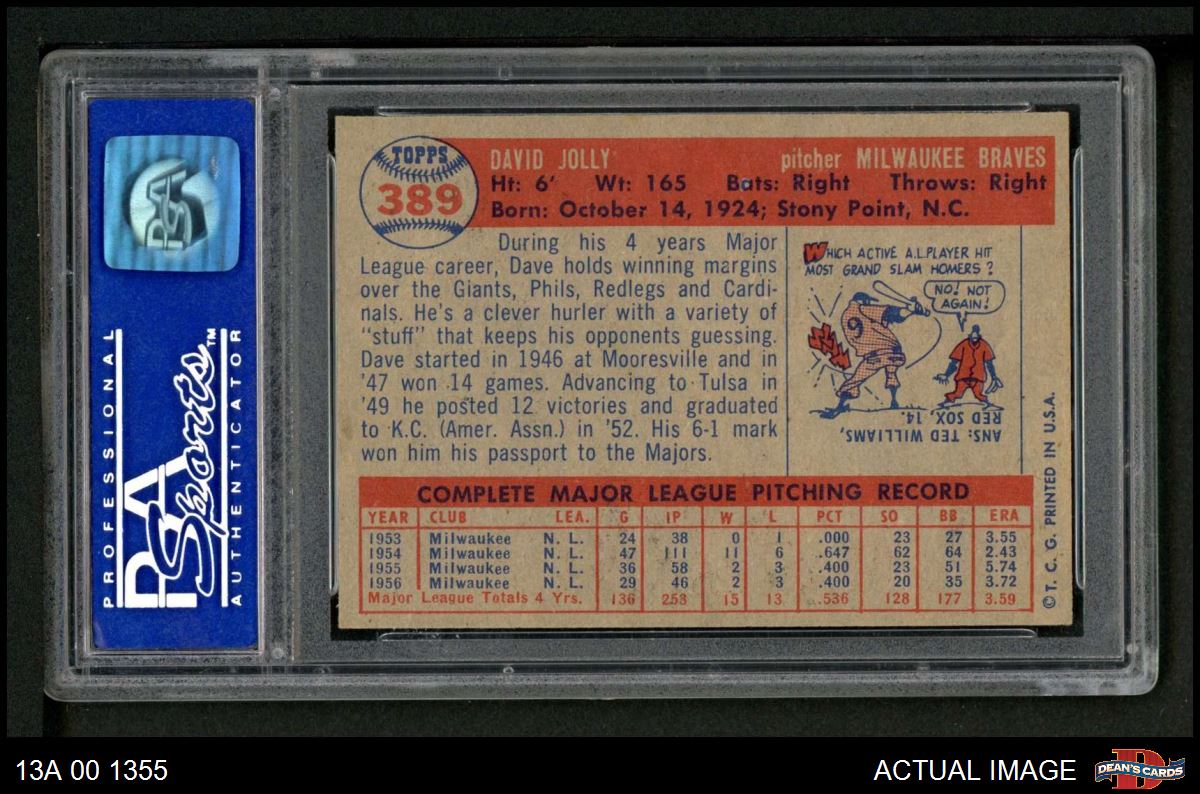 PROFESSIONAL
PSA
Sports™
AUTHENTICATOR
PSA
TOPPS
389
DAVID JOLLY pitcher MILWAUKEE BRAVES
Ht: 6' Wt: 165 Bats: Right Throws: Right
Born: October 14, 1924; Stony Point, N.C.
During his 4 years Major
League career, Dave holds winning margins
over the Giants, Phils, Redlegs and Cardi-
nals. He's a clever hurler with a variety of
"stuff" that keeps his opponents guessing.
Dave started in 1946 at Mooresville and in
'47 won 14 games. Advancing to Tulsa in
'49 he posted 12 victories and graduated
to K.C. (Amer. Assn.) in '52. His 6-1 mark
won him his passport to the Majors.
WHICH ACTIVE A.L. PLAYER HIT
MOST GRAND SLAM HOMERS?
NO! NOT
AGAIN!
9
ANS: TED WILLIAMS,
RED SOX, 14.
COMPLETE MAJOR LEAGUE PITCHING RECORD
YEAR CLUB LEA. G IP W L PCT SO BB ERA
1953 Milwaukee N. L. 24 38 0 1 .000 23 27 3.55
1954 Milwaukee N. L. 47 111 11 6 .647 62 64 2.43
1955 Milwaukee N. L. 36 58 2 3 .400 23 51 5.74
1956 Milwaukee N. L. 29 46 2 3 .400 20 35 3.72
Major League Totals 4 Yrs. 136 253 15 13 .536 128 177 3.59
© T. C. G. PRINTED IN U.S.A.
13A 00 1355
ACTUAL IMAGE
D
DEAN'S CARDS